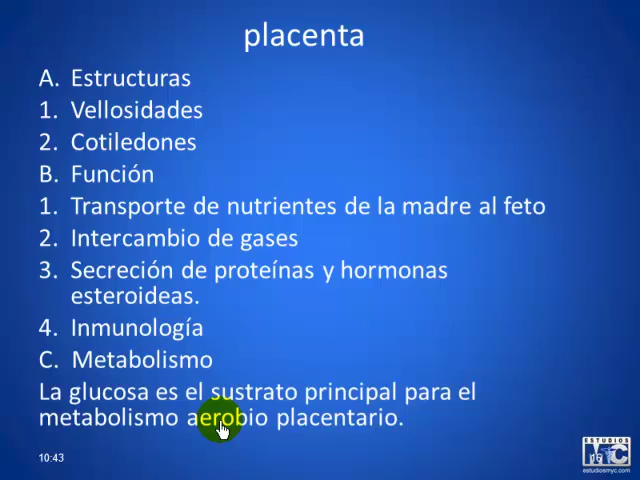 placenta
A. Estructuras
1. Vellosidades
2. Cotiledones
B. Función
1. Transporte de nutrientes de la madre al feto
2. Intercambio de gases
3. Secreción de proteínas y hormonas
esteroideas.
4. Inmunología
C. Metabolismo
La glucosa es el sustrato principal para el
metabolismo aerobio placentario.
10:43
ESTUDIOS
estudiosmyc.com